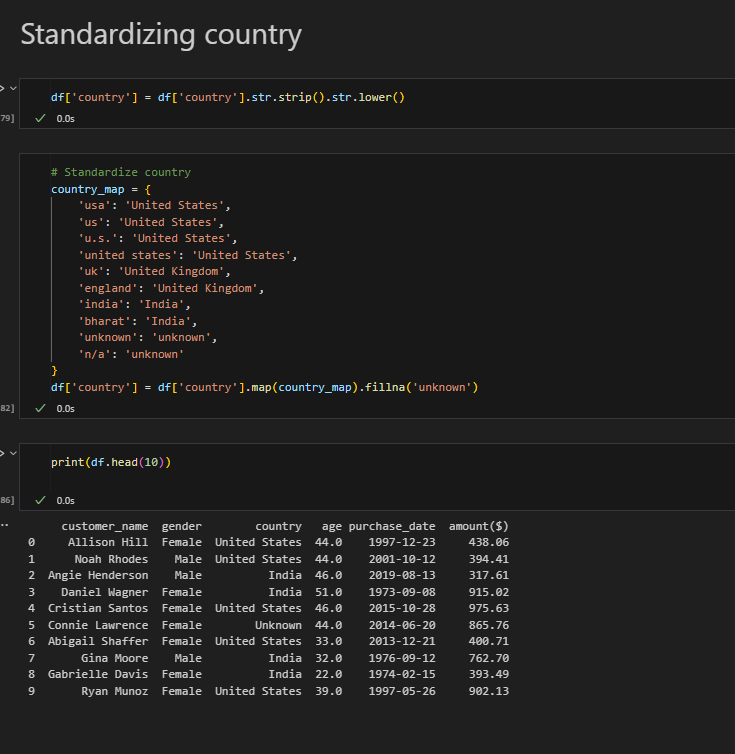 Standardizing country
df['country'] = df['country'].str.strip().str.lower()
79]
0.0s
# Standardize country
country_map = {
    'usa': 'United States',
    'us': 'United States',
    'u.s.': 'United States',
    'united states': 'United States',
    'uk': 'United Kingdom',
    'england': 'United Kingdom',
    'india': 'India',
    'bharat': 'India',
    'unknown': 'unknown',
    'n/a': 'unknown'
}
df['country'] = df['country'].map(country_map).fillna('unknown')
82]
0.0s
print(df.head(10))
86]
0.0s
customer_name gender country age purchase_date amount($)
0 Allison Hill Female United States 44.0 1997-12-23 438.06
1 Noah Rhodes Male United States 44.0 2001-10-12 394.41
2 Angie Henderson Male India 46.0 2019-08-13 317.61
3 Daniel Wagner Female India 51.0 1973-09-08 915.02
4 Cristian Santos Female United States 46.0 2015-10-28 975.63
5 Connie Lawrence Female Unknown 44.0 2014-06-20 865.76
6 Abigail Shaffer Female United States 33.0 2013-12-21 400.71
7 Gina Moore Male India 32.0 1976-09-12 762.70
8 Gabrielle Davis Female India 22.0 1974-02-15 393.49
9 Ryan Munoz Female United States 39.0 1997-05-26 902.13